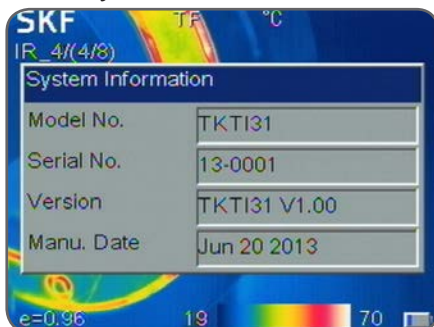 SKF TF °C
IR_4/(4/8)
System Information
Model No. TKTI31
Serial No. 13-0001
Version TKTI31 V1.00
Manu. Date Jun 20 2013
e=0.96 19 70